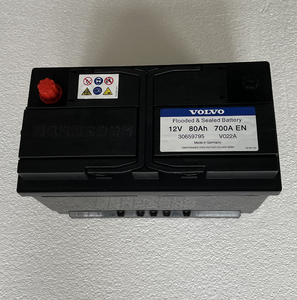 VOLVO
Flooded & Sealed Battery
12V 80Ah 700A EN
30659795 V022A
Made in Germany